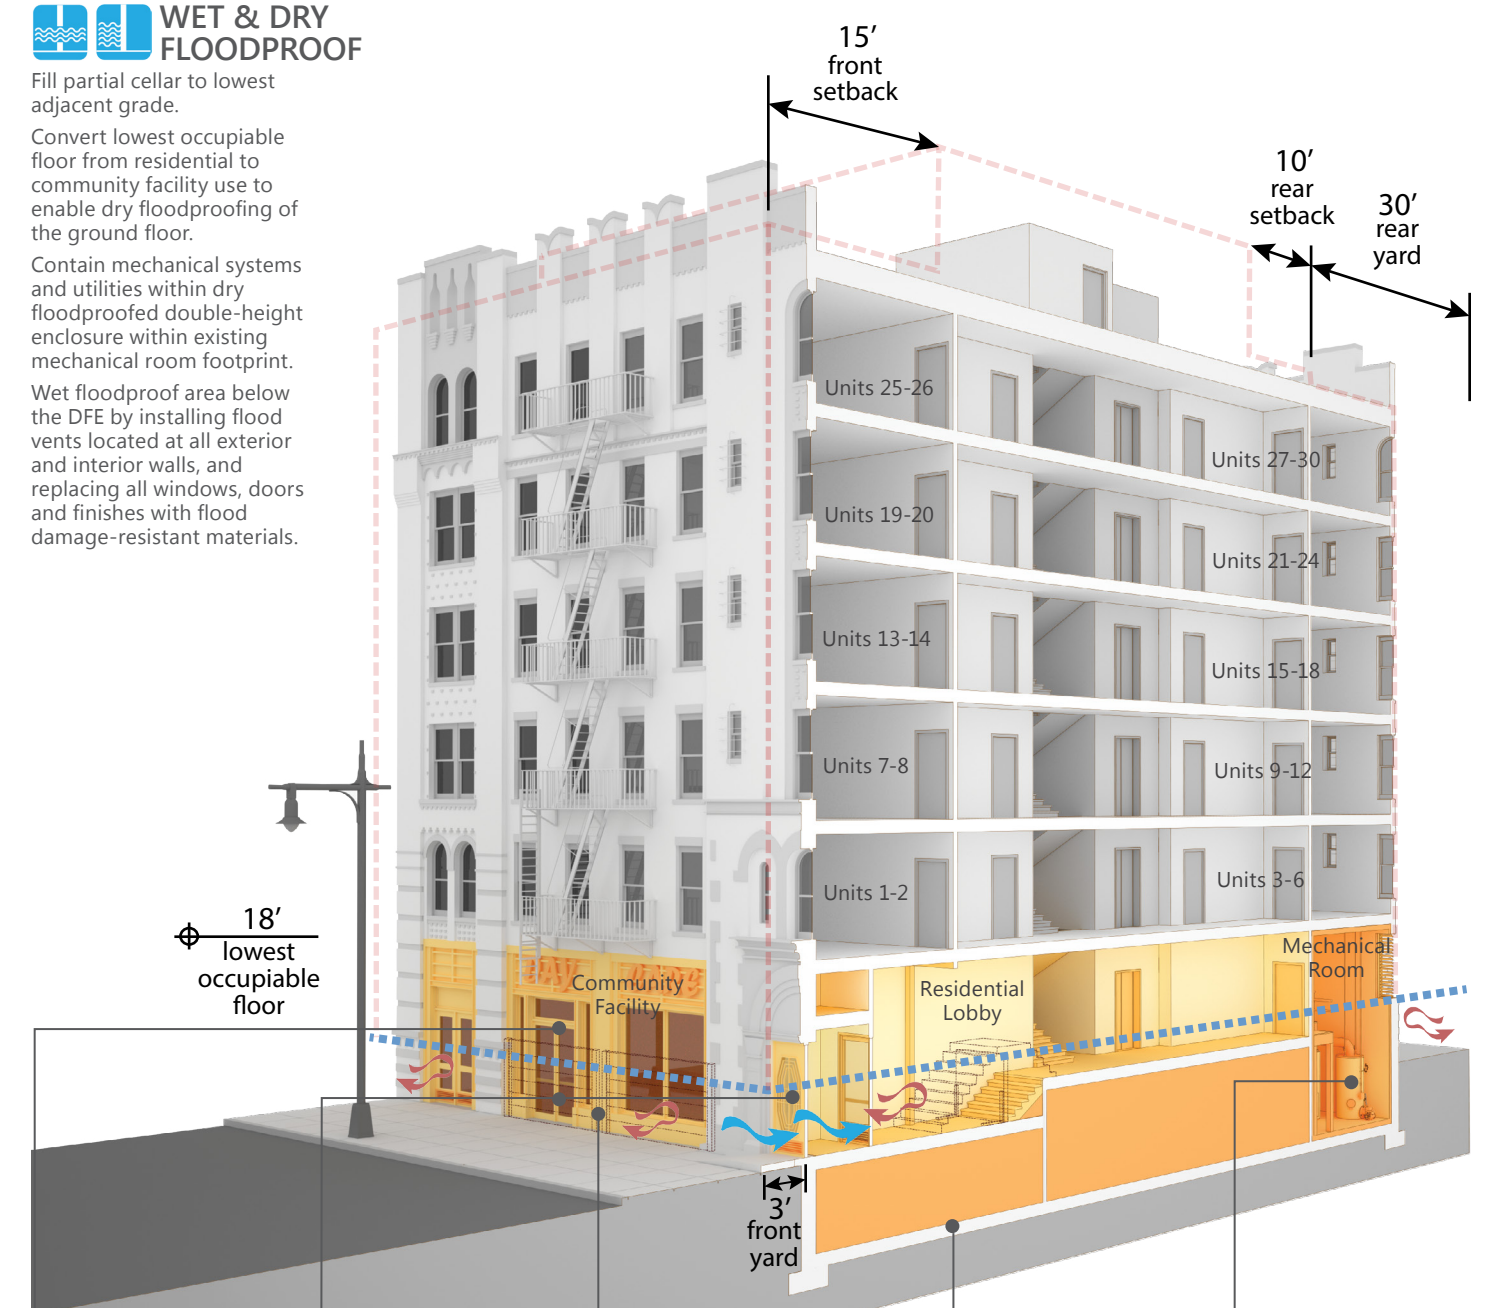 WET & DRY
FLOODPROOF
Fill partial cellar to lowest
adjacent grade.
Convert lowest occupiable
floor from residential to
community facility use to
enable dry floodproofing of
the ground floor.
Contain mechanical systems
and utilities within dry
floodproofed double-height
enclosure within existing
mechanical room footprint.
Wet floodproof area below
the DFE by installing flood
vents located at all exterior
and interior walls, and
replacing all windows, doors
and finishes with flood
damage-resistant materials.
15’
front
setback
10’
rear
setback
30’
rear
yard
Units 25-26
Units 27-30
Units 19-20
Units 21-24
Units 13-14
Units 15-18
Units 7-8
Units 9-12
Units 1-2
Units 3-6
18’
lowest
occupiable
floor
Community
Facility
Residential
Lobby
Mechanical
Room
3’
front
yard